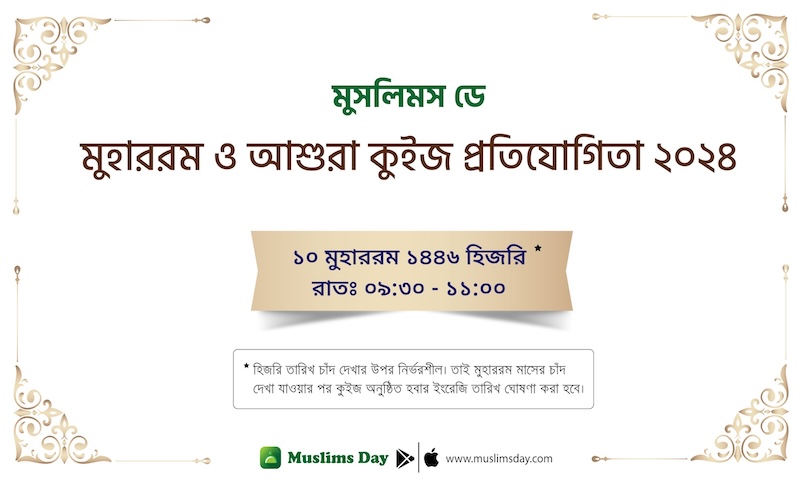 মুসলিমস ডে
মুহাররম ও আশুরা কুইজ প্রতিযোগিতা ২০২৪
১০ মুহাররম ১৪৪৬ হিজরি *
রাতঃ ০৯:৩০ - ১১:০০
* হিজরি তারিখ চাঁদ দেখার উপর নির্ভরশীল। তাই মুহাররম মাসের চাঁদ
দেখা যাওয়ার পর কুইজ অনুষ্ঠিত হবার ইংরেজি তারিখ ঘোষণা করা হবে।
Muslims Day www.muslimsday.com